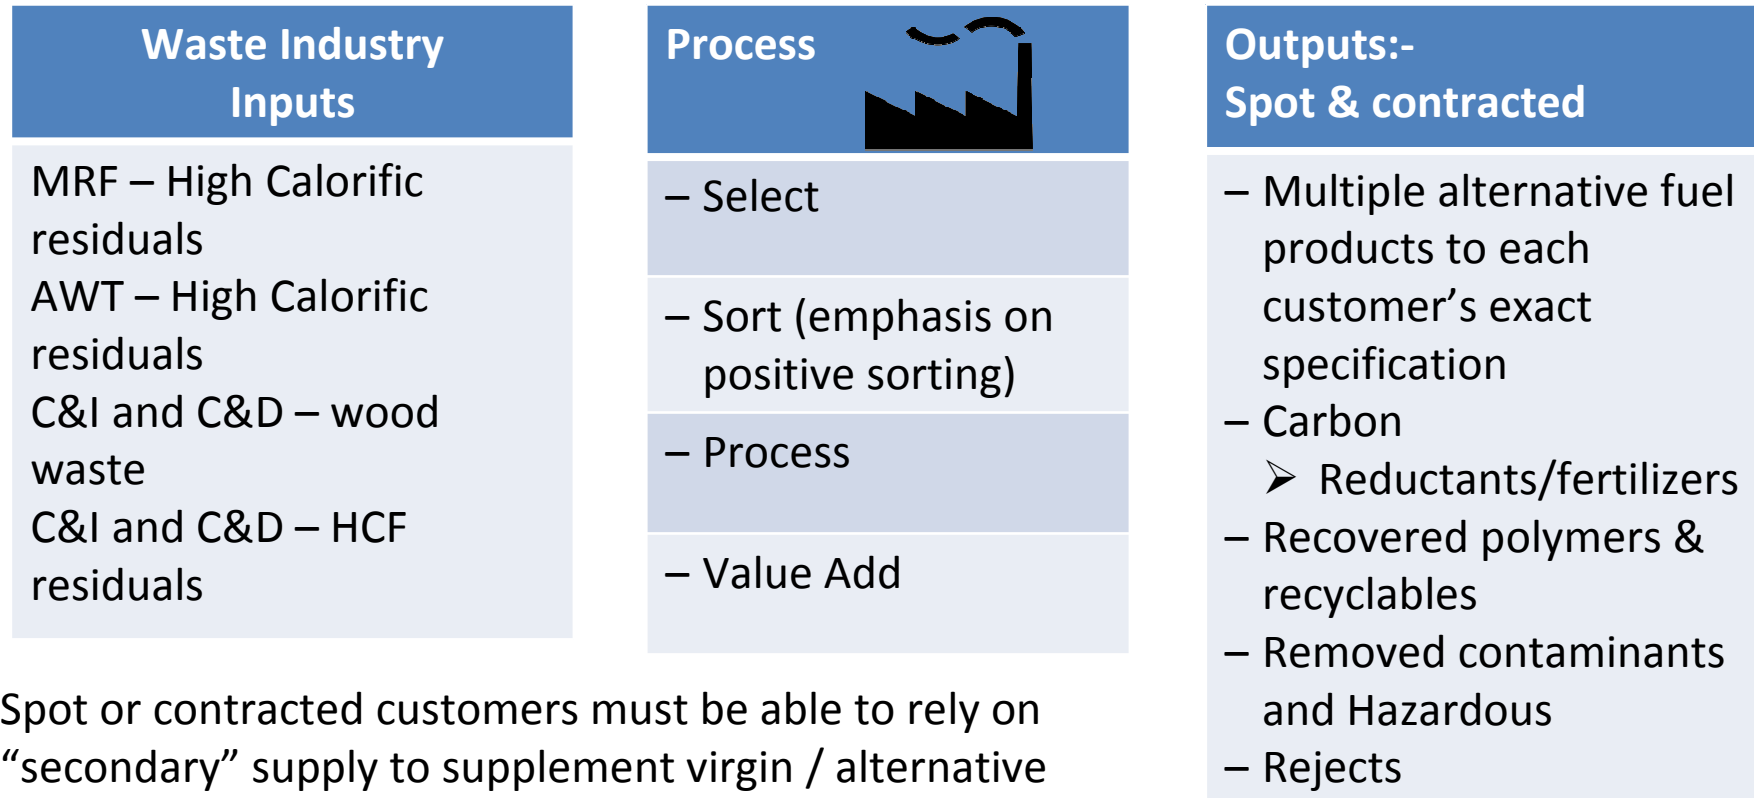 Waste Industry
Inputs
MRF – High Calorific
residuals
AWT – High Calorific
residuals
C&I and C&D – wood
waste
C&I and C&D – HCF
residuals
Process
– Select
– Sort (emphasis on
positive sorting)
– Process
– Value Add
Outputs:-
Spot & contracted
– Multiple alternative fuel
products to each
customer’s exact
specification
– Carbon
➢ Reductants/fertilizers
– Recovered polymers &
recyclables
– Removed contaminants
and Hazardous
– Rejects
Spot or contracted customers must be able to rely on
“secondary” supply to supplement virgin / alternative